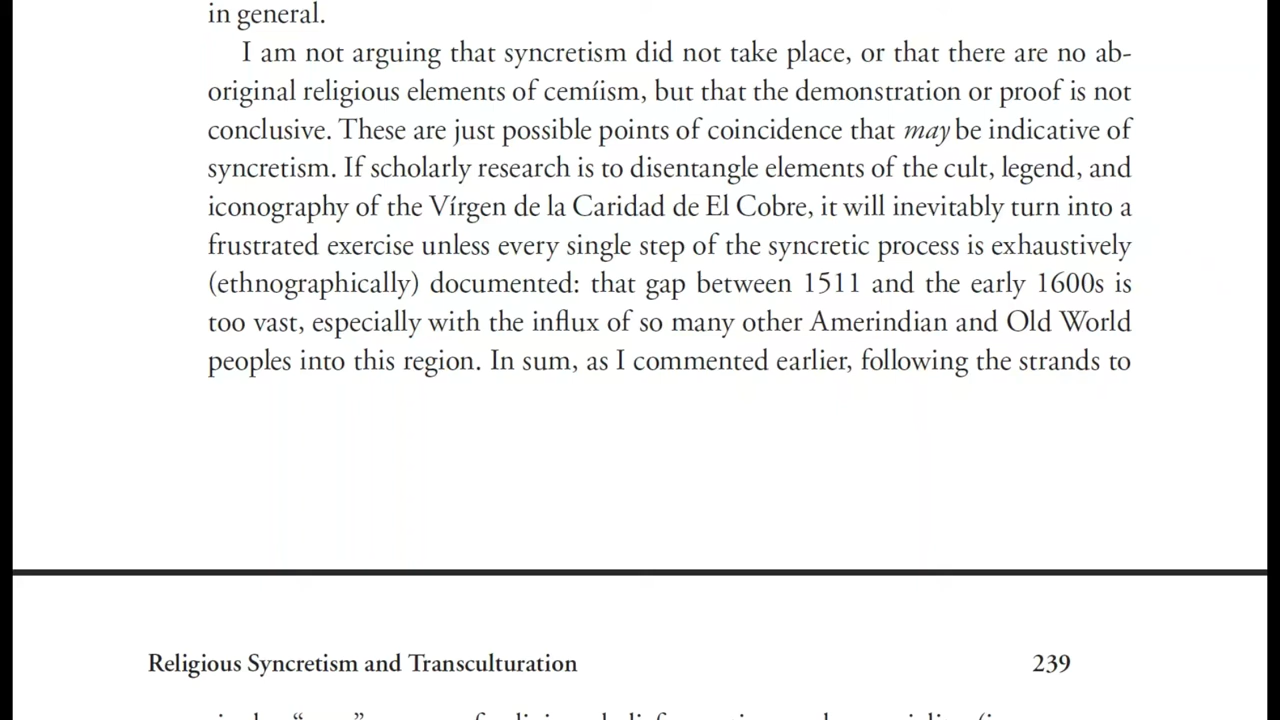 in general.
I am not arguing that syncretism did not take place, or that there are no ab-
original religious elements of cemíism, but that the demonstration or proof is not
conclusive. These are just possible points of coincidence that may be indicative of
syncretism. If scholarly research is to disentangle elements of the cult, legend, and
iconography of the Vírgen de la Caridad de El Cobre, it will inevitably turn into a
frustrated exercise unless every single step of the syncretic process is exhaustively
(ethnographically) documented: that gap between 1511 and the early 1600s is
too vast, especially with the influx of so many other Amerindian and Old World
peoples into this region. In sum, as I commented earlier, following the strands to
Religious Syncretism and Transculturation 239